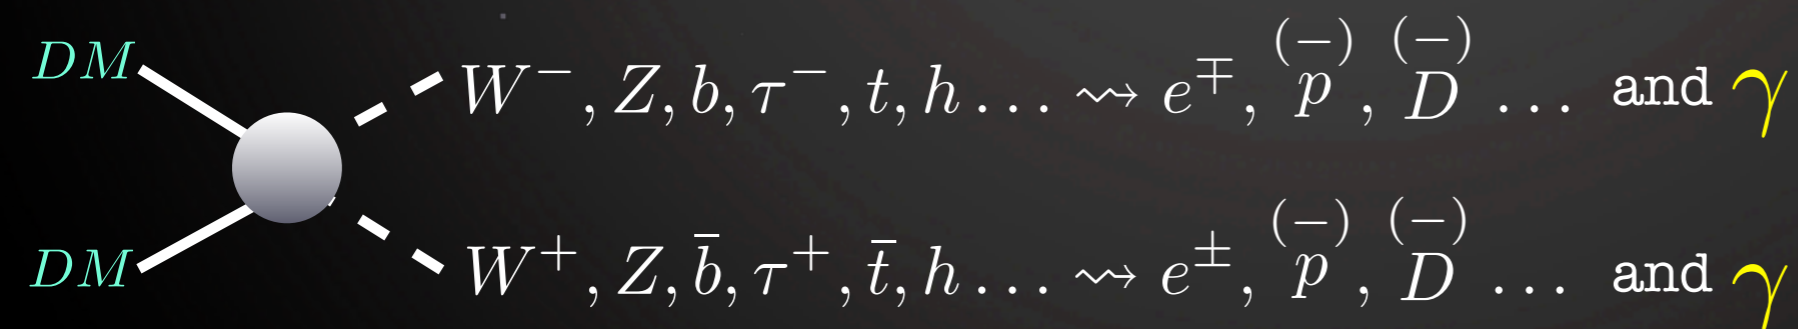 DM W⁻, Z, b, τ⁻, t, h ... ⇝ e^∓, p^(−), D^(−) ... and γ
DM W⁺, Z, b̄, τ⁺, t̄, h ... ⇝ e^±, p^(−), D^(−) ... and γ